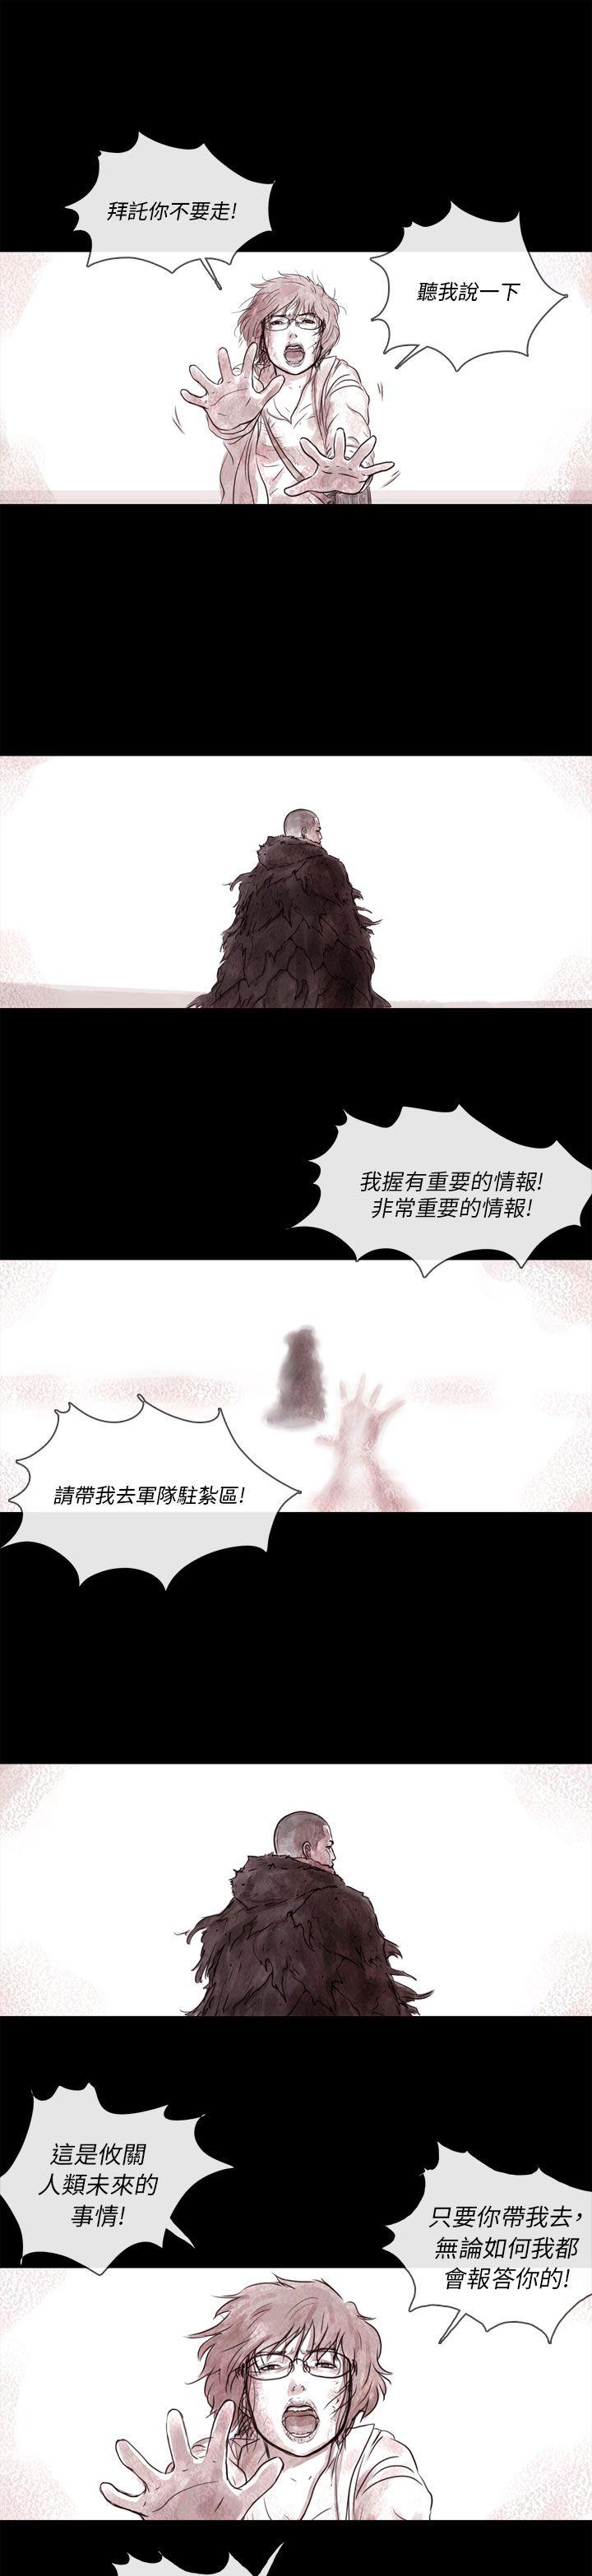 拜託你不要走!
聽我說一下
我握有重要的情報!
非常重要的情報!
請帶我去軍隊駐紮區!
這是攸關
人類未來的
事情!
只要你帶我去，
無論如何我都
會報答你的!